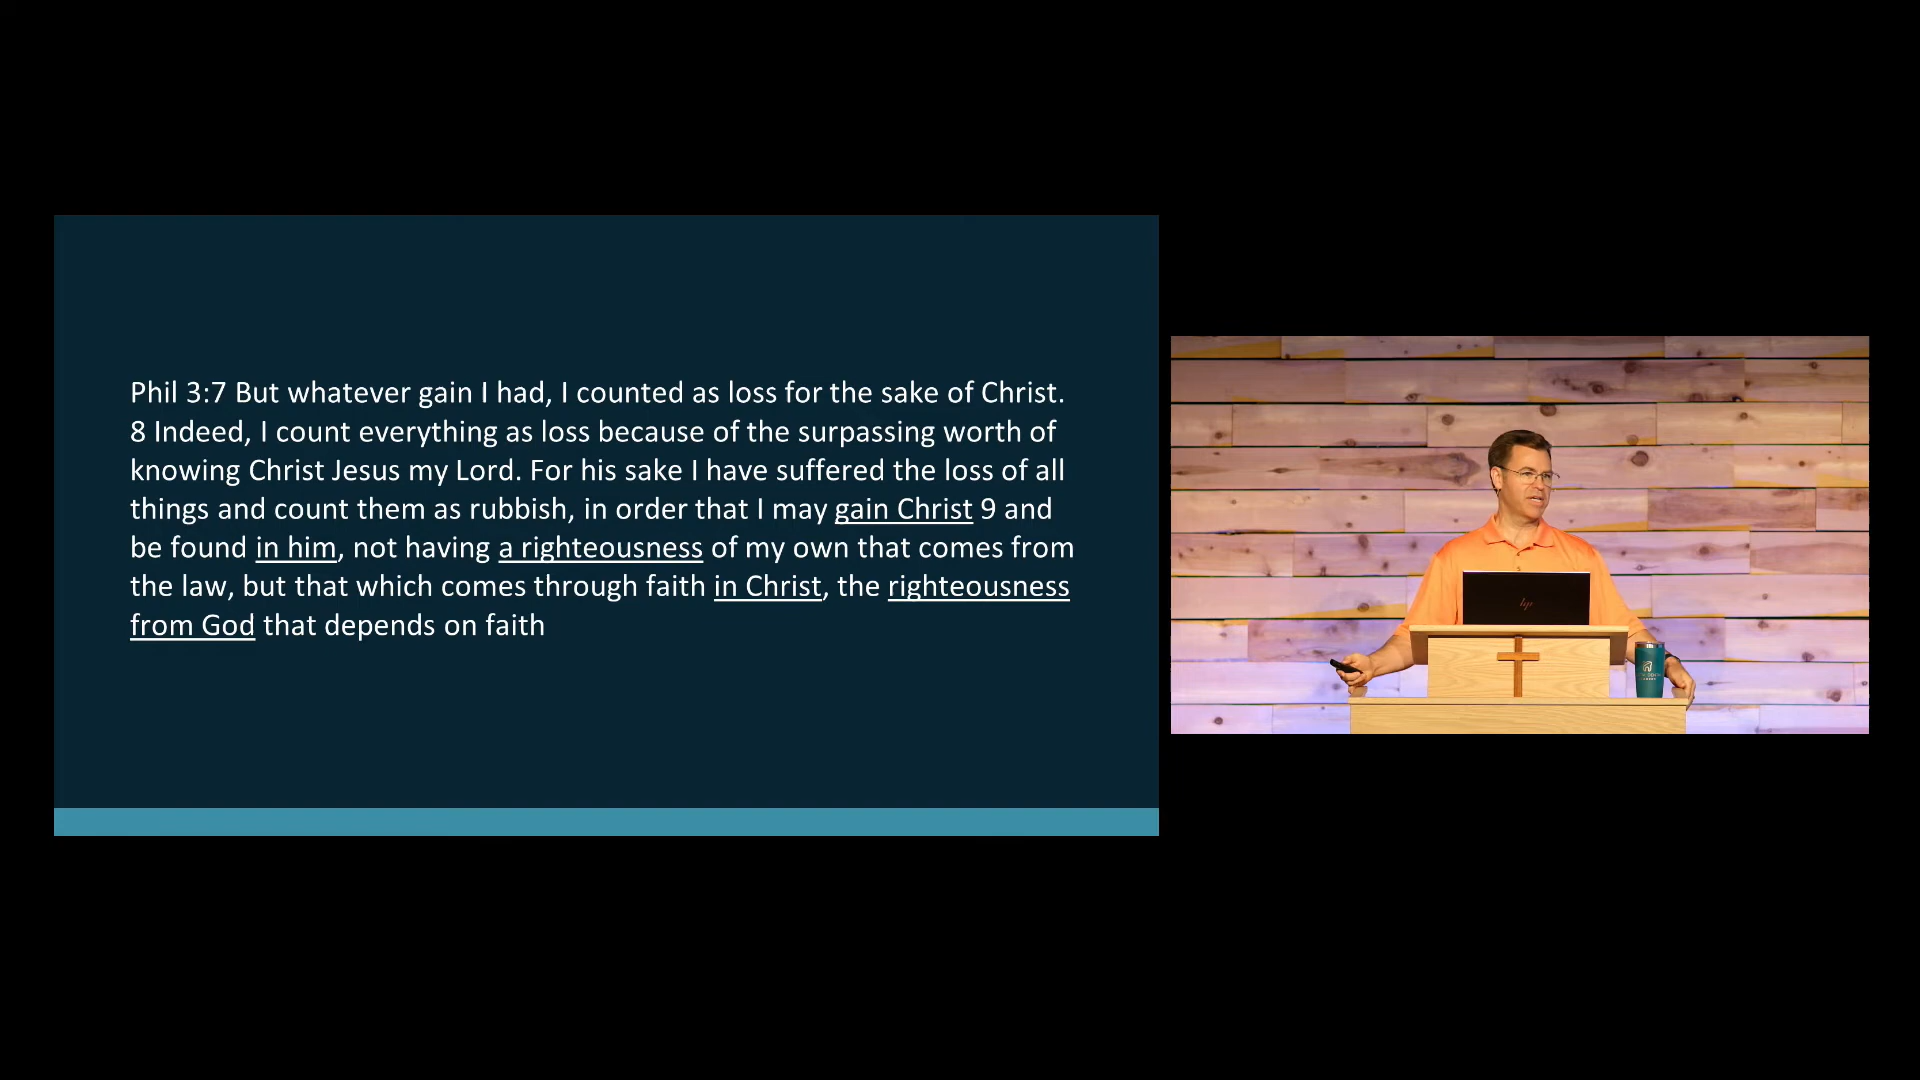 Phil 3:7 But whatever gain I had, I counted as loss for the sake of Christ.
8 Indeed, I count everything as loss because of the surpassing worth of
knowing Christ Jesus my Lord. For his sake I have suffered the loss of all
things and count them as rubbish, in order that I may gain Christ 9 and
be found in him, not having a righteousness of my own that comes from
the law, but that which comes through faith in Christ, the righteousness
from God that depends on faith
hp